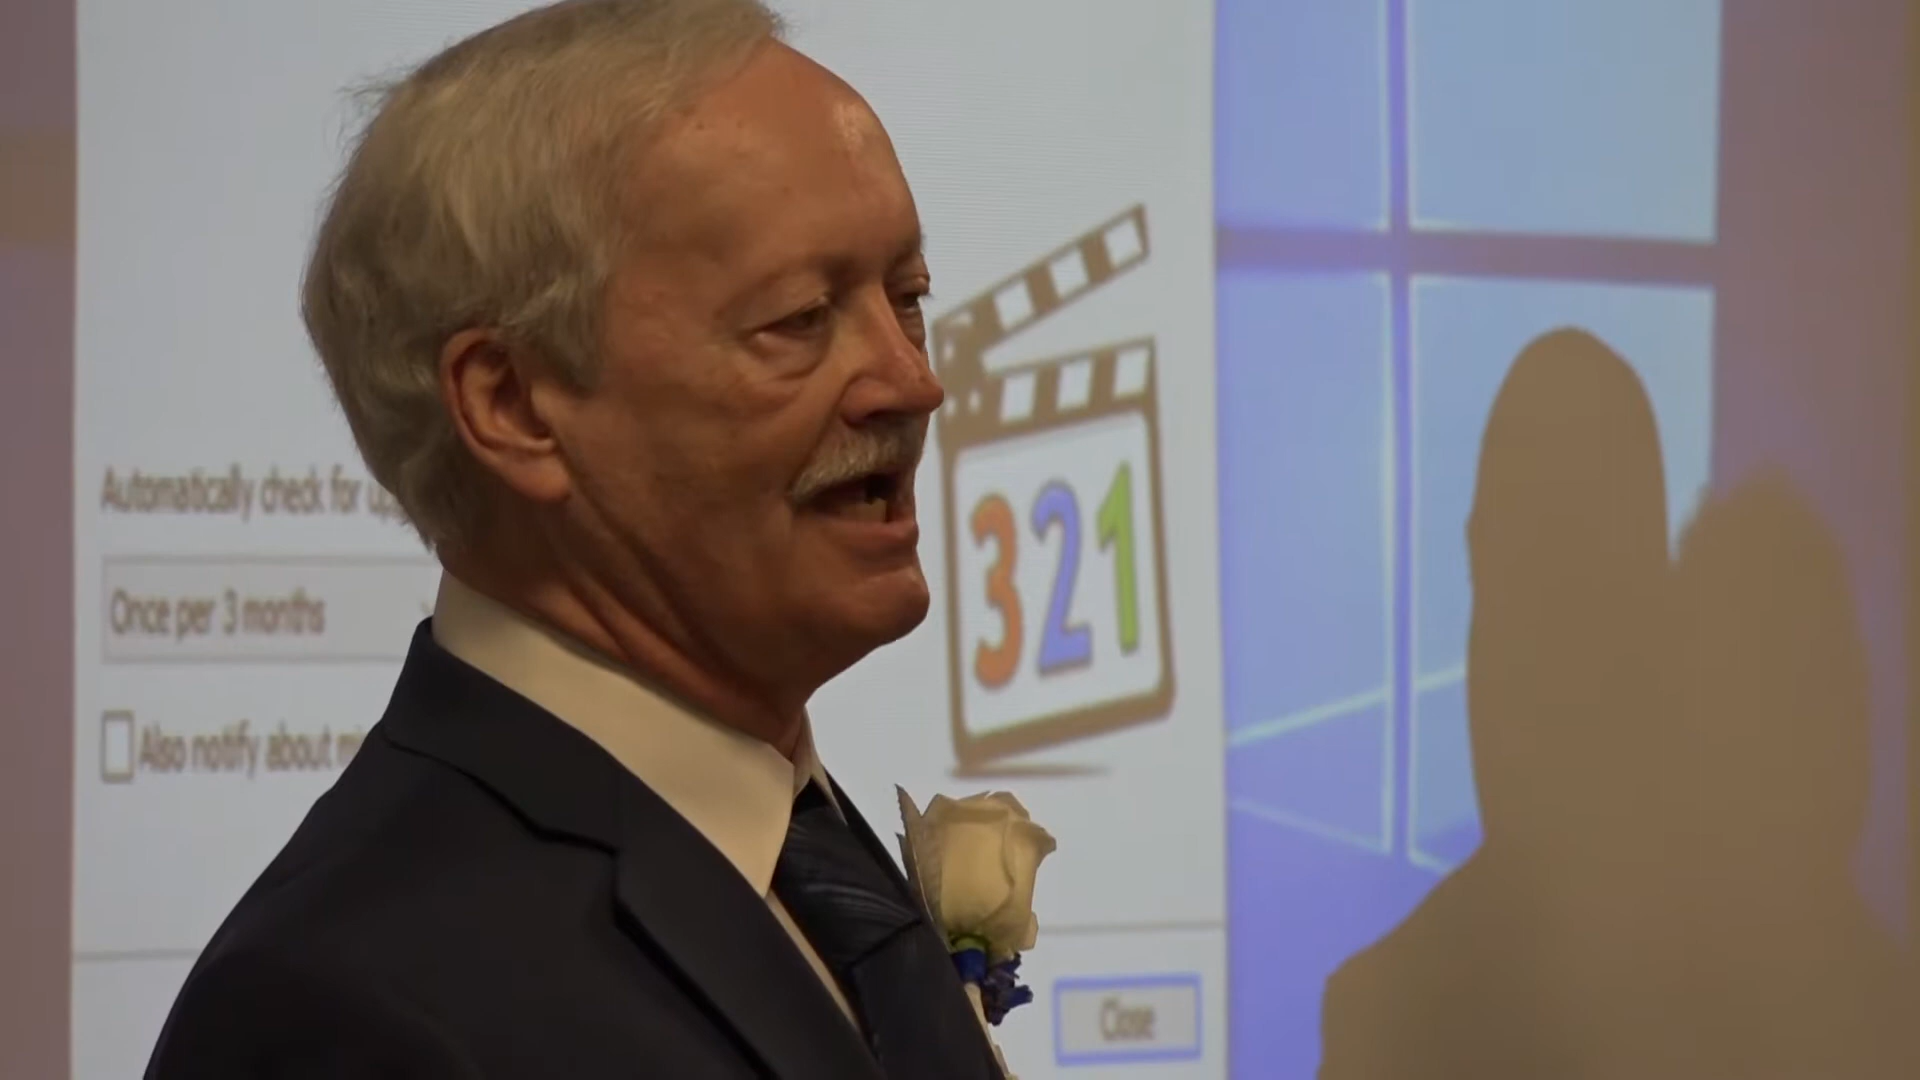 Automatically check for
Once per 3 months
Also notify about
321
Close